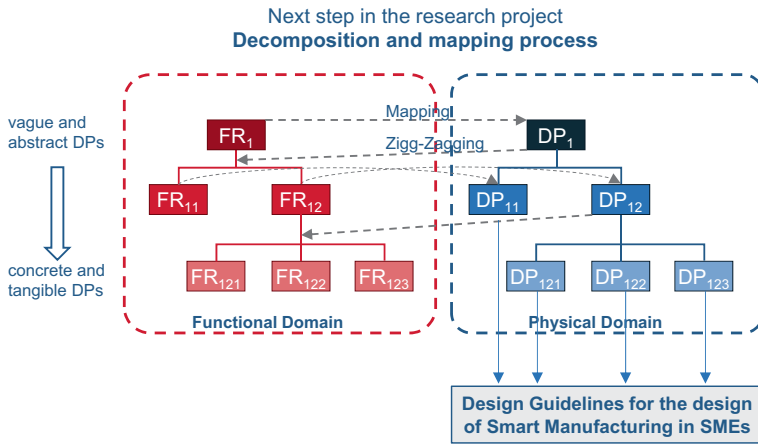 Next step in the research project
Decomposition and mapping process
vague and
abstract DPs
concrete and
tangible DPs
Mapping
Zigg-Zagging
FR1
DP1
FR11
FR12
DP11
DP12
FR121
FR122
FR123
DP121
DP122
DP123
Functional Domain
Physical Domain
Design Guidelines for the design
of Smart Manufacturing in SMEs